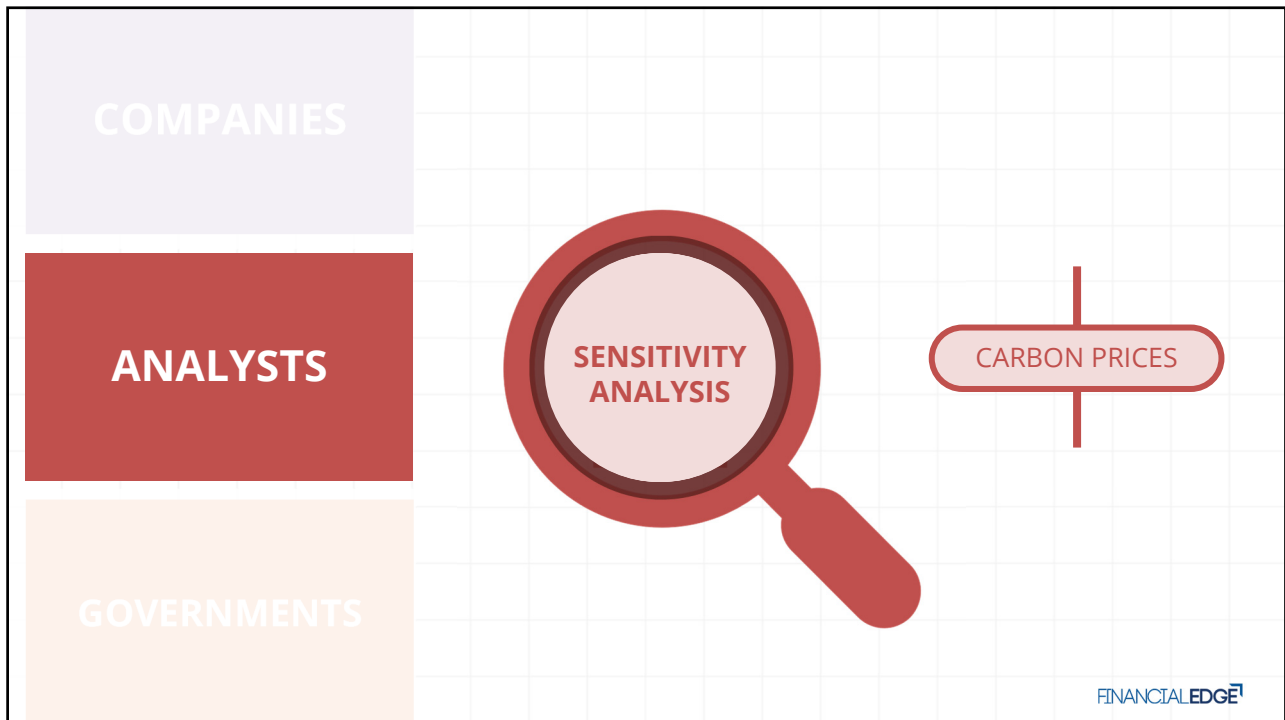 COMPANIES
ANALYSTS
GOVERNMENTS
SENSITIVITY
ANALYSIS
CARBON PRICES
FINANCIALEDGE